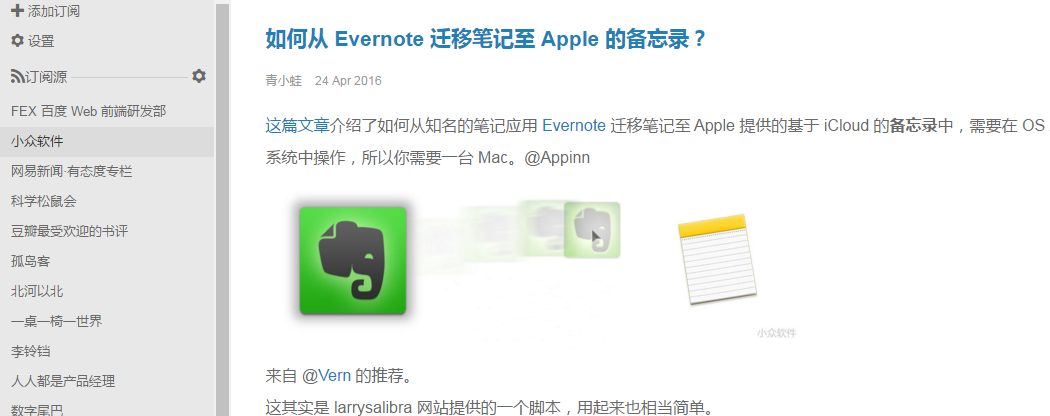 添加订阅
设置
订阅源
FEX 百度 Web 前端研发部
小众软件
网易新闻·有态度专栏
科学松鼠会
豆瓣最受欢迎的书评
孤岛客
北河以北
一桌一椅一世界
李铃铛
人人都是产品经理
数字尾巴
如何从 Evernote 迁移笔记至 Apple 的备忘录？
青小蛙 24 Apr 2016
这篇文章介绍了如何从知名的笔记应用 Evernote 迁移笔记至 Apple 提供的基于 iCloud 的备忘录中，需要在 OS
系统中操作，所以你需要一台 Mac。@Appinn
小众软件
来自 @Vern 的推荐。
这其实是 larrysalibra 网站提供的一个脚本，用起来也相当简单。